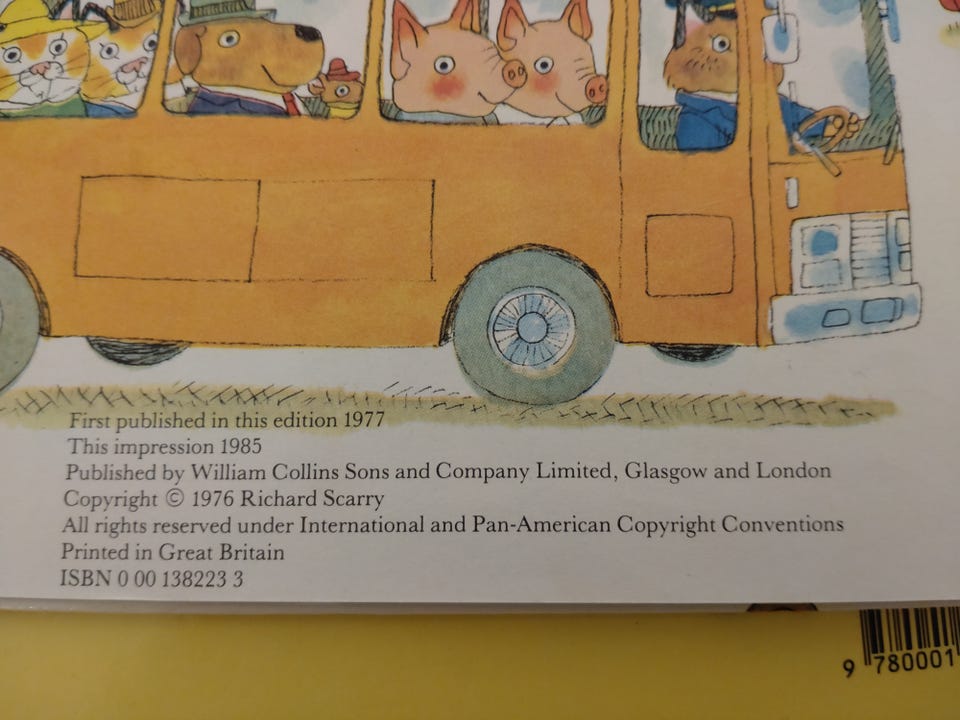 First published in this edition 1977
This impression 1985
Published by William Collins Sons and Company Limited, Glasgow and London
Copyright © 1976 Richard Scarry
All rights reserved under International and Pan-American Copyright Conventions
Printed in Great Britain
ISBN 0 00 138223 3
9 780001